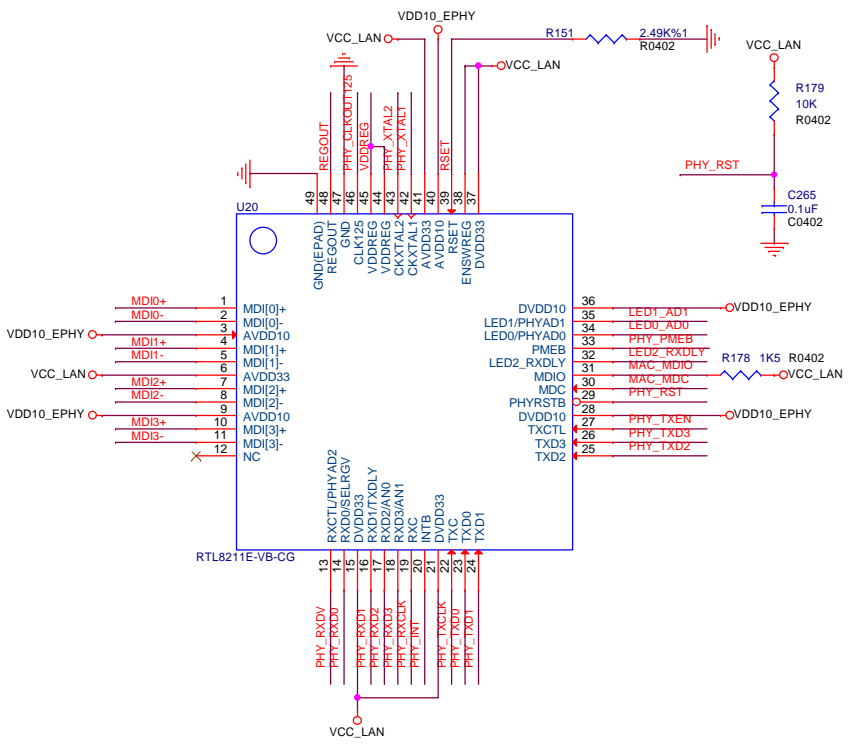 VDD10_EPHY
VCC_LAN
R151
2.49K%1
R0402
VCC_LAN
VCC_LAN
R179
10K
R0402
PHY_RST
C265
0.1uF
C0402
REGOUT
PHY_CLKOUT125
VDDREG
PHY_XTAL2
PHY_XTAL1
RSET
49
48
47
46
45
44
43
42
41
40
39
38
37
U20
GND(EPAD)
REGOUT
GND
CLK125
VDDREG
VDDREG
CKXTAL2
CKXTAL1
AVDD33
AVDD10
RSET
ENSWREG
DVDD33
MDI0+ 1 MDI[0]+
MDI0- 2 MDI[0]-
VDD10_EPHY 3 AVDD10
MDI1+ 4 MDI[1]+
MDI1- 5 MDI[1]-
VCC_LAN 6 AVDD33
MDI2+ 7 MDI[2]+
MDI2- 8 MDI[2]-
VDD10_EPHY 9 AVDD10
MDI3+ 10 MDI[3]+
MDI3- 11 MDI[3]-
12 NC
DVDD10 36 VDD10_EPHY
LED1/PHYAD1 35 LED1_AD1
LED0/PHYAD0 34 LED0_AD0
PMEB 33 PHY_PMEB
LED2_RXDLY 32 LED2_RXDLY
MDIO 31 MAC_MDIO
R178 1K5 R0402
VCC_LAN
MDC 30 MAC_MDC
PHYRSTB 29 PHY_RST
DVDD10 28 VDD10_EPHY
TXCTL 27 PHY_TXEN
TXD3 26 PHY_TXD3
TXD2 25 PHY_TXD2
RXCTL/PHYAD2
RXD0/SELRGV
DVDD33
RXD1/TXDLY
RXD2/AN0
RXD3/AN1
RXC
INTB
DVDD33
TXC
TXD0
TXD1
RTL8211E-VB-CG
13
14
15
16
17
18
19
20
21
22
23
24
PHY_RXDV
PHY_RXD0
PHY_RXD1
PHY_RXD2
PHY_RXD3
PHY_RXCLK
PHY_INT
PHY_TXCLK
PHY_TXD0
PHY_TXD1
VCC_LAN